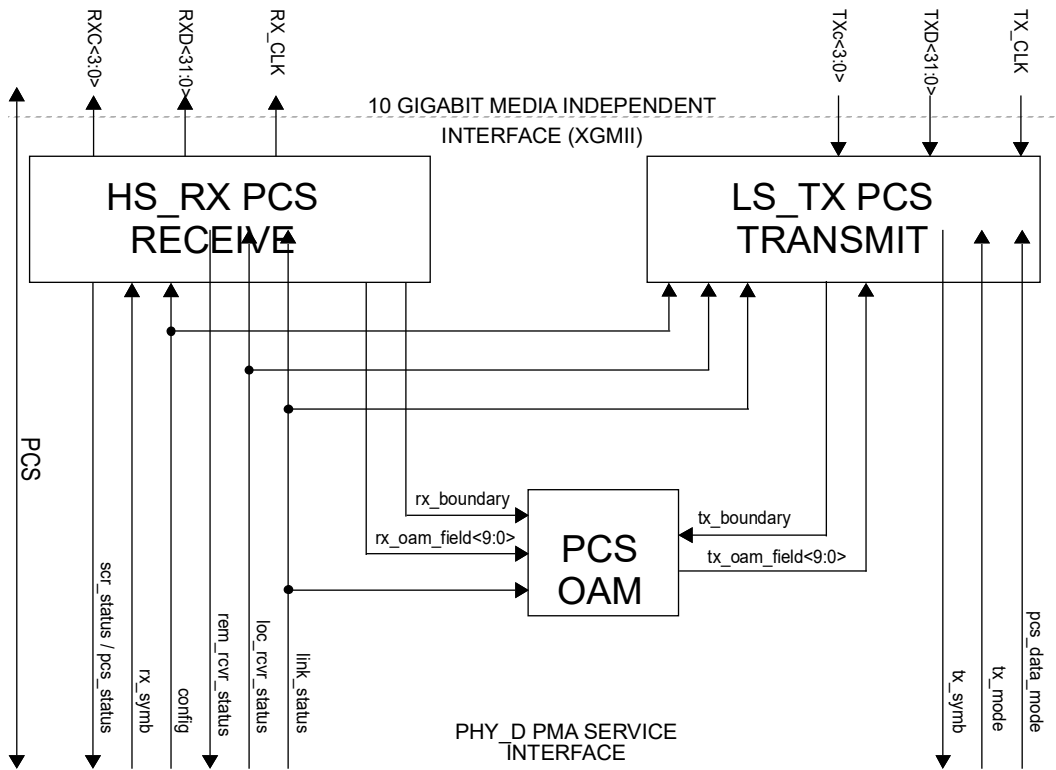 RXC<3:0>
RXD<31:0>
RX_CLK
TXc<3:0>
TXD<31:0>
TX_CLK
10 GIGABIT MEDIA INDEPENDENT
INTERFACE (XGMII)
HS_RX PCS
RECEIVE
LS_TX PCS
TRANSMIT
PCS
rx_boundary
rx_oam_field<9:0>
PCS
OAM
tx_boundary
tx_oam_field<9:0>
scr_status / pcs_status
rx_symb
config
rem_rcvr_status
loc_rcvr_status
link_status
tx_symb
tx_mode
pcs_data_mode
PHY_D PMA SERVICE
INTERFACE